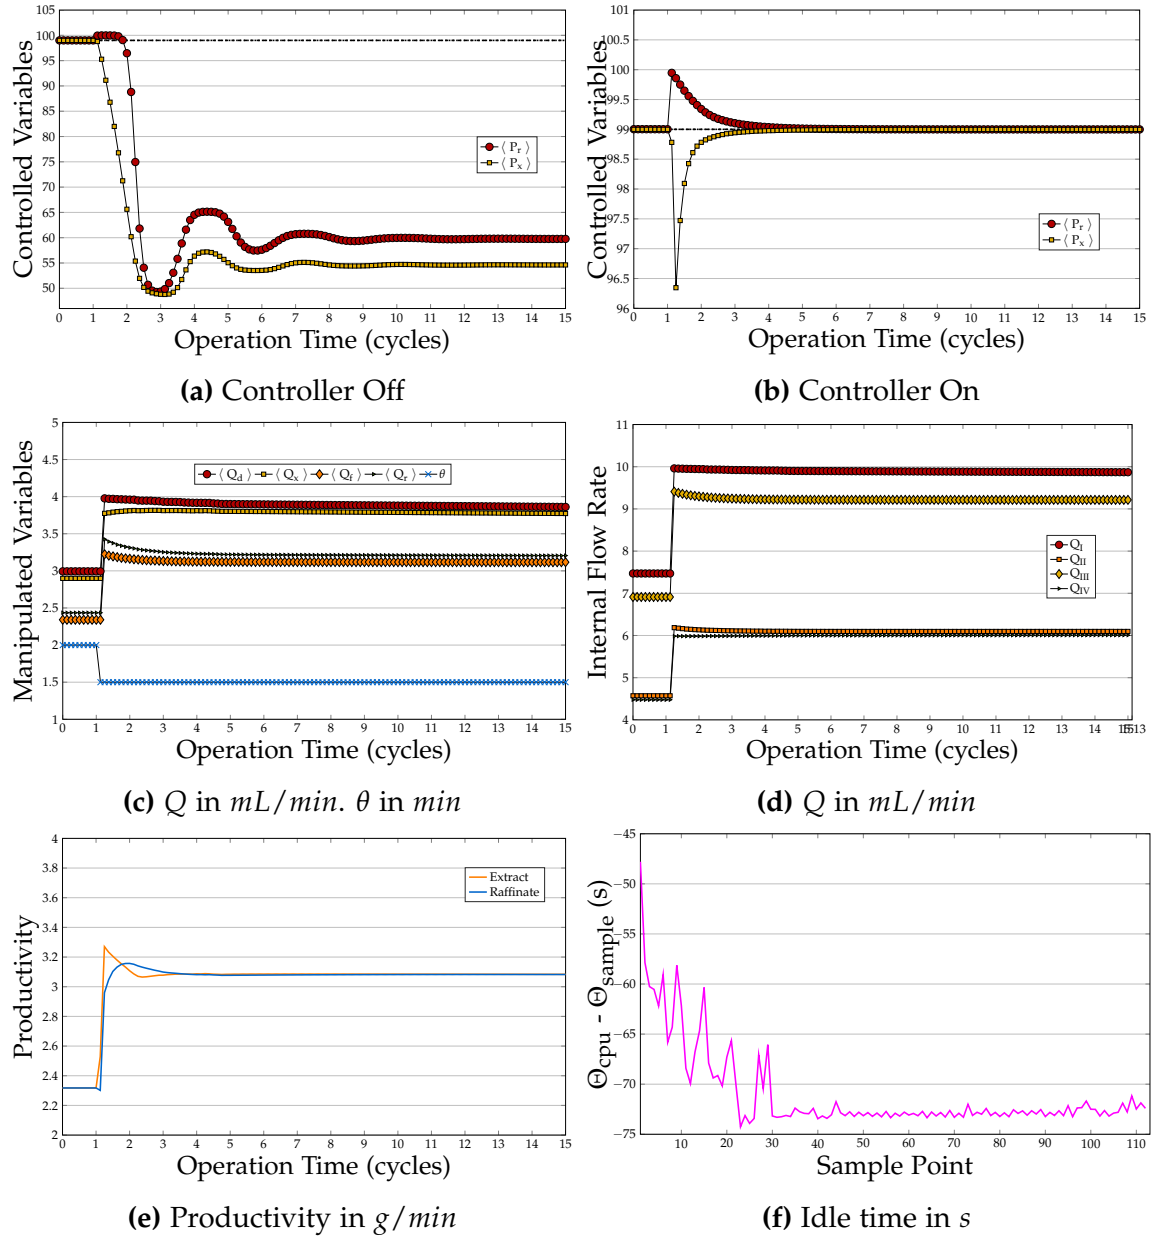 100
95
90
85
80
75
70
65
60
55
50
Controlled Variables
⟨ Pr ⟩
⟨ Px ⟩
0 1 2 3 4 5 6 7 8 9 10 11 12 13 14 15
Operation Time (cycles)
(a) Controller Off
101
100.5
100
99.5
99
98.5
98
97.5
97
96.5
96
Controlled Variables
⟨ Pr ⟩
⟨ Px ⟩
0 1 2 3 4 5 6 7 8 9 10 11 12 13 14 15
Operation Time (cycles)
(b) Controller On
5
4.5
4
3.5
3
2.5
2
1.5
1
Manipulated Variables
⟨ Qd ⟩ ⟨ Qx ⟩ ⟨ Qf ⟩ ⟨ Qr ⟩ θ
0 1 2 3 4 5 6 7 8 9 10 11 12 13 14 15
Operation Time (cycles)
(c) Q in mL/min. θ in min
11
10
9
8
7
6
5
4
Internal Flow Rate
QI
QII
QIII
QIV
0 1 2 3 4 5 6 7 8 9 10 11 12 13 14
Operation Time (cycles)
(d) Q in mL/min
4
3.8
3.6
3.4
3.2
3
2.8
2.6
2.4
2.2
2
Productivity
Extract
Raffinate
0 1 2 3 4 5 6 7 8 9 10 11 12 13 14 15
Operation Time (cycles)
(e) Productivity in g/min
−45
−50
−55
−60
−65
−70
−75
Θcpu - Θsample (s)
10 20 30 40 50 60 70 80 90 100 110
Sample Point
(f) Idle time in s